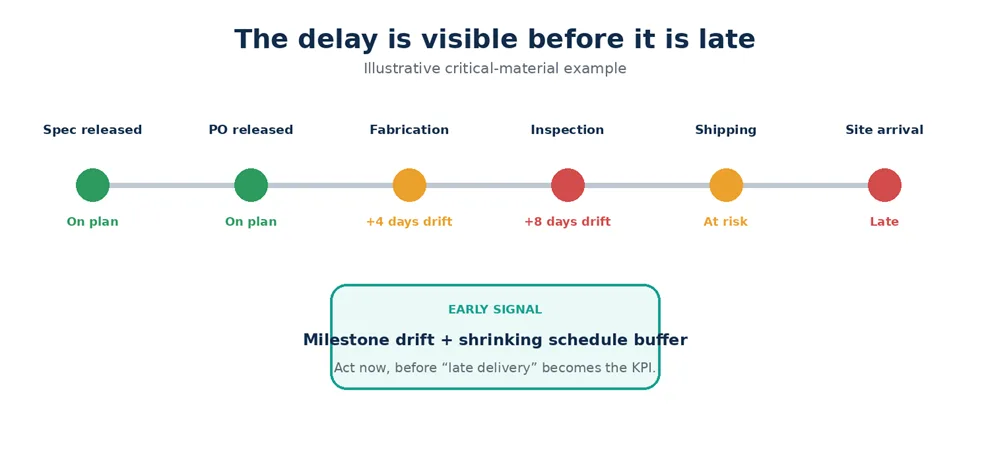 The delay is visible before it is late
Illustrative critical-material example
Spec released
PO released
Fabrication
Inspection
Shipping
Site arrival
On plan
On plan
+4 days drift
+8 days drift
At risk
Late
EARLY SIGNAL
Milestone drift + shrinking schedule buffer
Act now, before “late delivery” becomes the KPI.